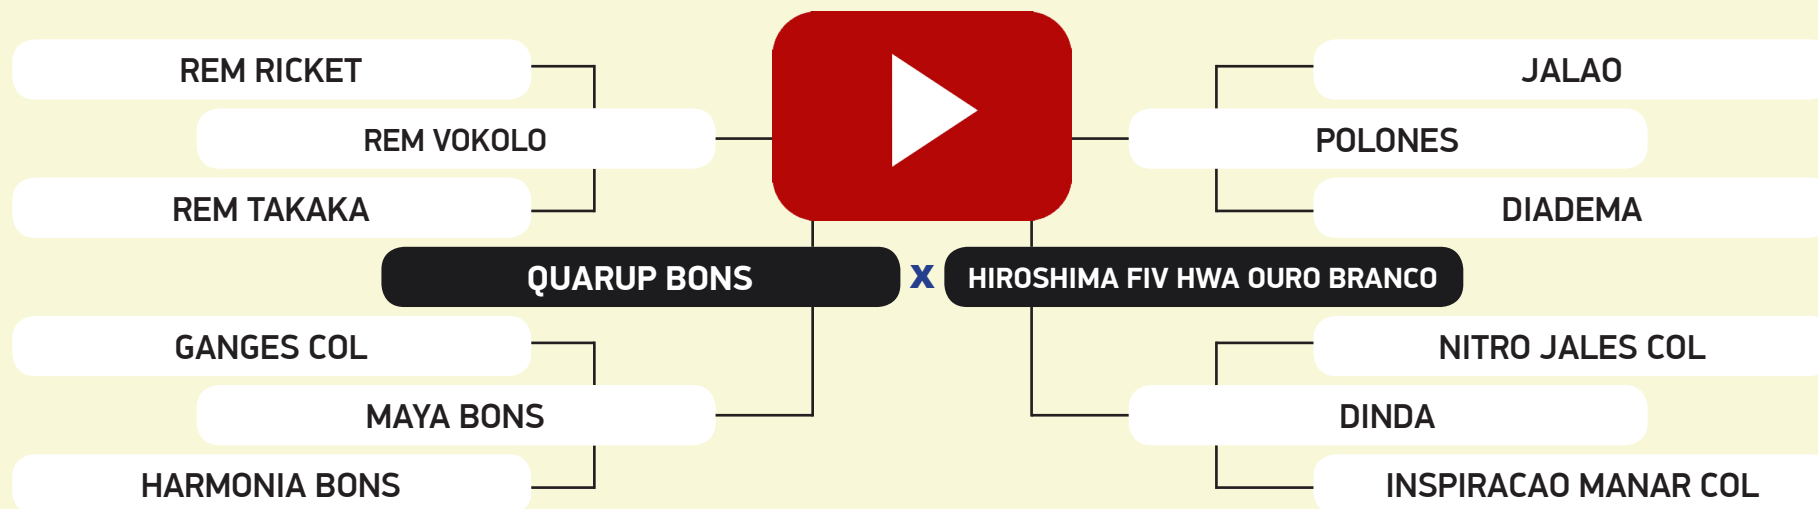 REM RICKET
JALAO
REM VOKOLO
POLONES
REM TAKAKA
DIADEMA
QUARUP BONS X HIROSHIMA FIV HWA OURO BRANCO
GANGES COL
NITRO JALES COL
MAYA BONS
DINDA
HARMONIA BONS
INSPIRACAO MANAR COL